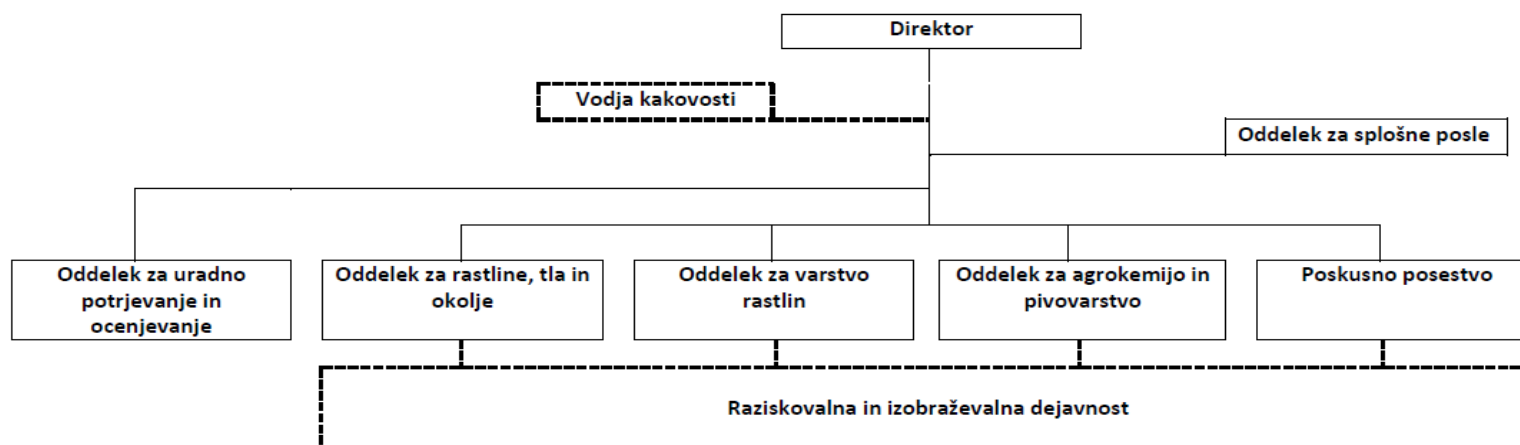 Direktor
Vodja kakovosti
Oddelek za splošne posle
Oddelek za uradno
potrjevanje in
ocenjevanje
Oddelek za rastline, tla in
okolje
Oddelek za varstvo
rastlin
Oddelek za agrokemijo in
pivovarstvo
Poskusno posestvo
Raziskovalna in izobraževalna dejavnost